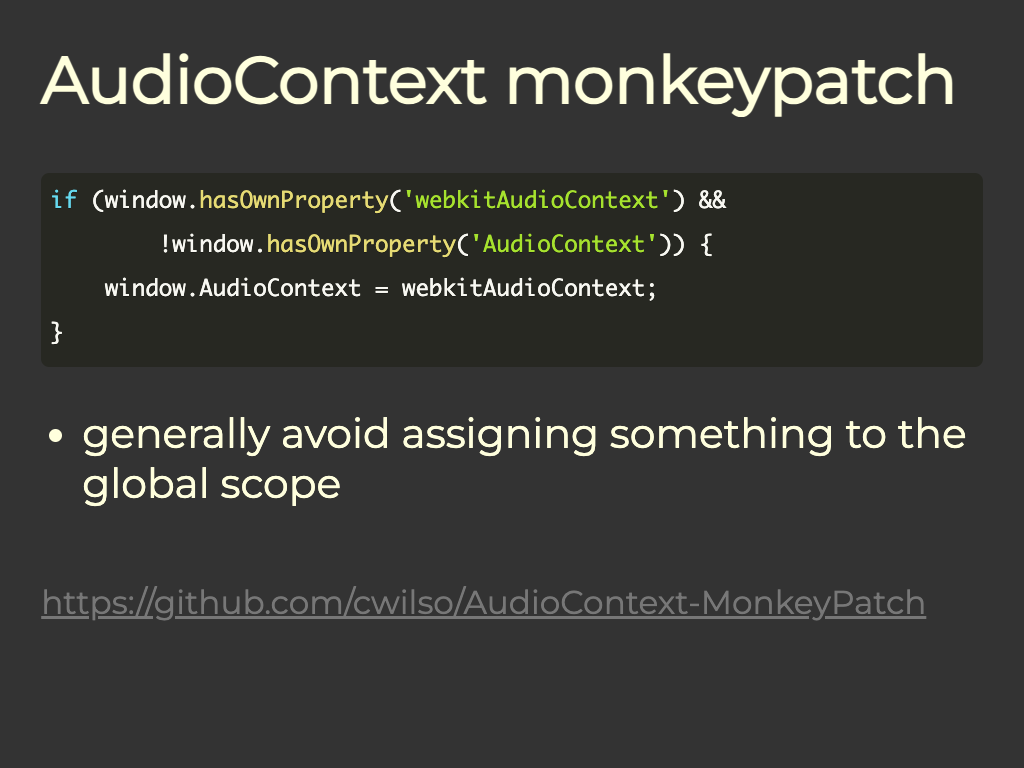 AudioContext monkeypatch
if (window.hasOwnProperty('webkitAudioContext') &&
        !window.hasOwnProperty('AudioContext')) {
    window.AudioContext = webkitAudioContext;
}
• generally avoid assigning something to the
global scope
https://github.com/cwilso/AudioContext-MonkeyPatch